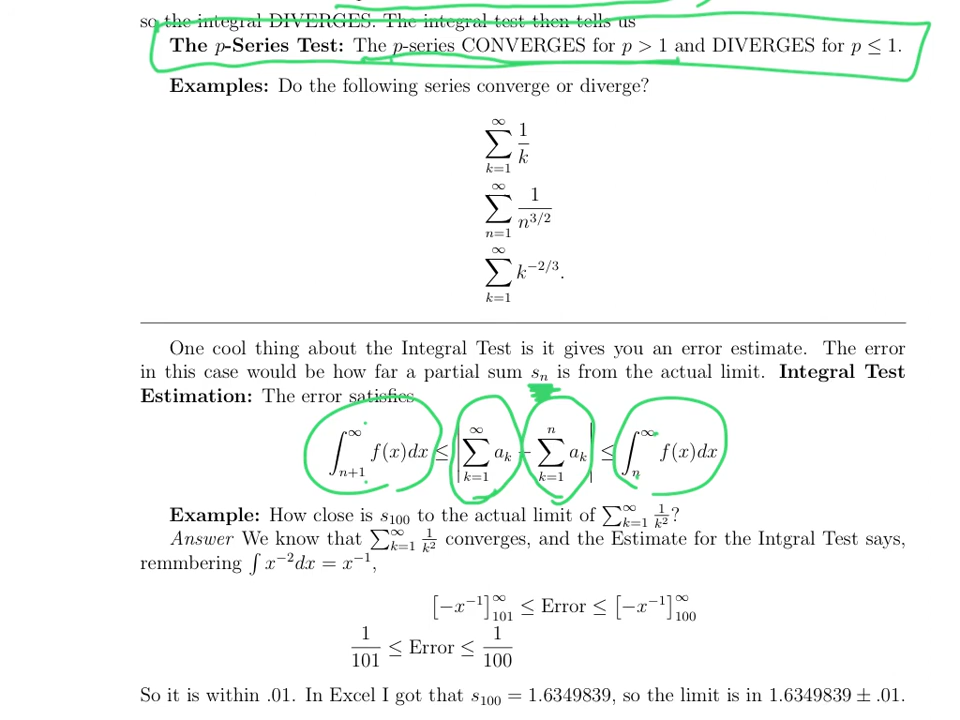 so the integral DIVERGES. The integral test then tells us
The p-Series Test: The p-series CONVERGES for p > 1 and DIVERGES for p ≤ 1.
Examples: Do the following series converge or diverge?
∑_{k=1}^{∞} 1/k
∑_{n=1}^{∞} 1/n^{3/2}
∑_{k=1}^{∞} k^{−2/3}.
One cool thing about the Integral Test is it gives you an error estimate. The error
in this case would be how far a partial sum s_n is from the actual limit. Integral Test
Estimation: The error satisfies
∫_{n+1}^{∞} f(x)dx ≤ |∑_{k=1}^{∞} a_k − ∑_{k=1}^{n} a_k| ≤ ∫_{n}^{∞} f(x)dx
Example: How close is s_{100} to the actual limit of ∑_{k=1}^{∞} 1/k²?
Answer We know that ∑_{k=1}^{∞} 1/k² converges, and the Estimate for the Intgral Test says,
remmbering ∫ x^{−2}dx = x^{−1},
[−x^{−1}]_{101}^{∞} ≤ Error ≤ [−x^{−1}]_{100}^{∞}
1/101 ≤ Error ≤ 1/100
So it is within .01. In Excel I got that s_{100} = 1.6349839, so the limit is in 1.6349839 ± .01.